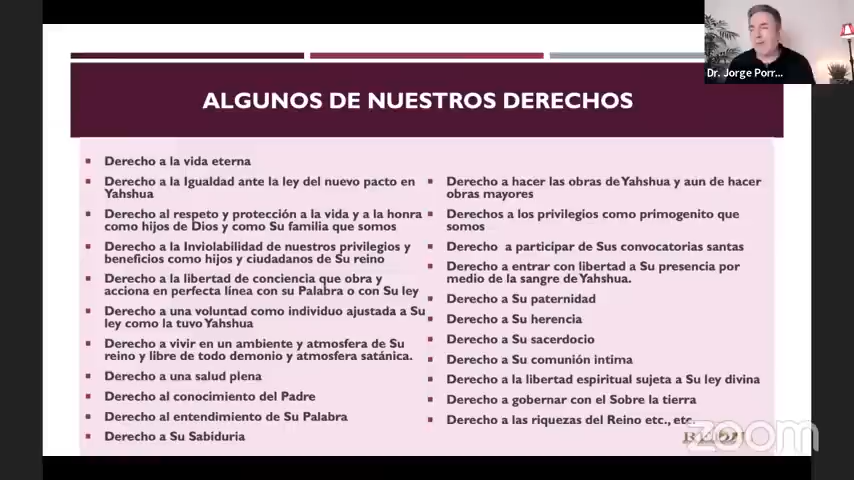 ALGUNOS DE NUESTROS DERECHOS
Derecho a la vida eterna
Derecho a la Igualdad ante la ley del nuevo pacto en
Yahshua
Derecho al respeto y protección a la vida y a la honra
como hijos de Dios y como Su familia que somos
Derecho a la Inviolabilidad de nuestros privilegios y
beneficios como hijos y ciudadanos de Su reino
Derecho a la libertad de conciencia que obra y
acciona en perfecta línea con su Palabra o con Su ley
Derecho a una voluntad como individuo ajustada a Su
ley como la tuvo Yahshua
Derecho a vivir en un ambiente y atmosfera de Su
reino y libre de todo demonio y atmosfera satánica.
Derecho a una salud plena
Derecho al conocimiento del Padre
Derecho al entendimiento de Su Palabra
Derecho a Su Sabiduria
Derecho a hacer las obras de Yahshua y aun de hacer
obras mayores
Derechos a los privilegios como primogenito que
somos
Derecho a participar de Sus convocatorias santas
Derecho a entrar con libertad a Su presencia por
medio de la sangre de Yahshua.
Derecho a Su paternidad
Derecho a Su herencia
Derecho a Su sacerdocio
Derecho a Su comunión intima
Derecho a la libertad espiritual sujeta a Su ley divina
Derecho a gobernar con el Sobre la tierra
Derecho a las riquezas del Reino etc., etc.
Dr. Jorge Porr...
zoom